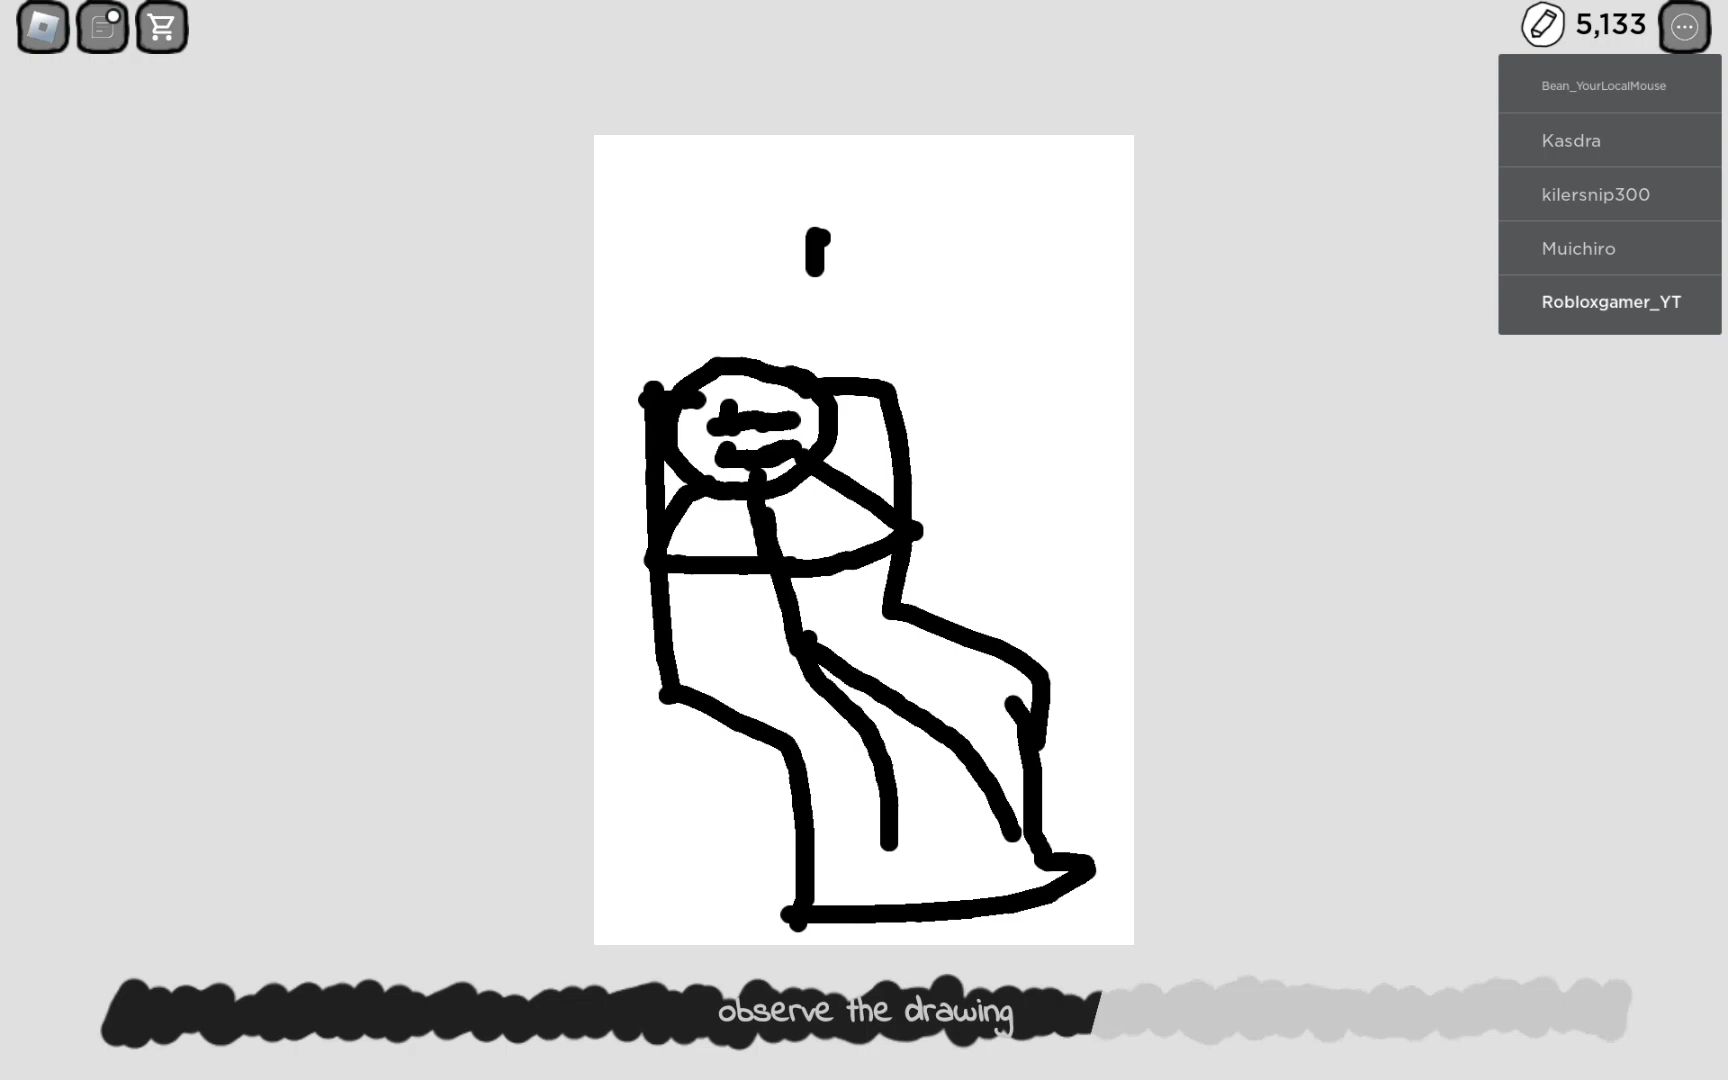 5,133
Bean_YourLocalMouse
Kasdra
kilersnip300
Muichiro
Robloxgamer_YT
observe the drawing